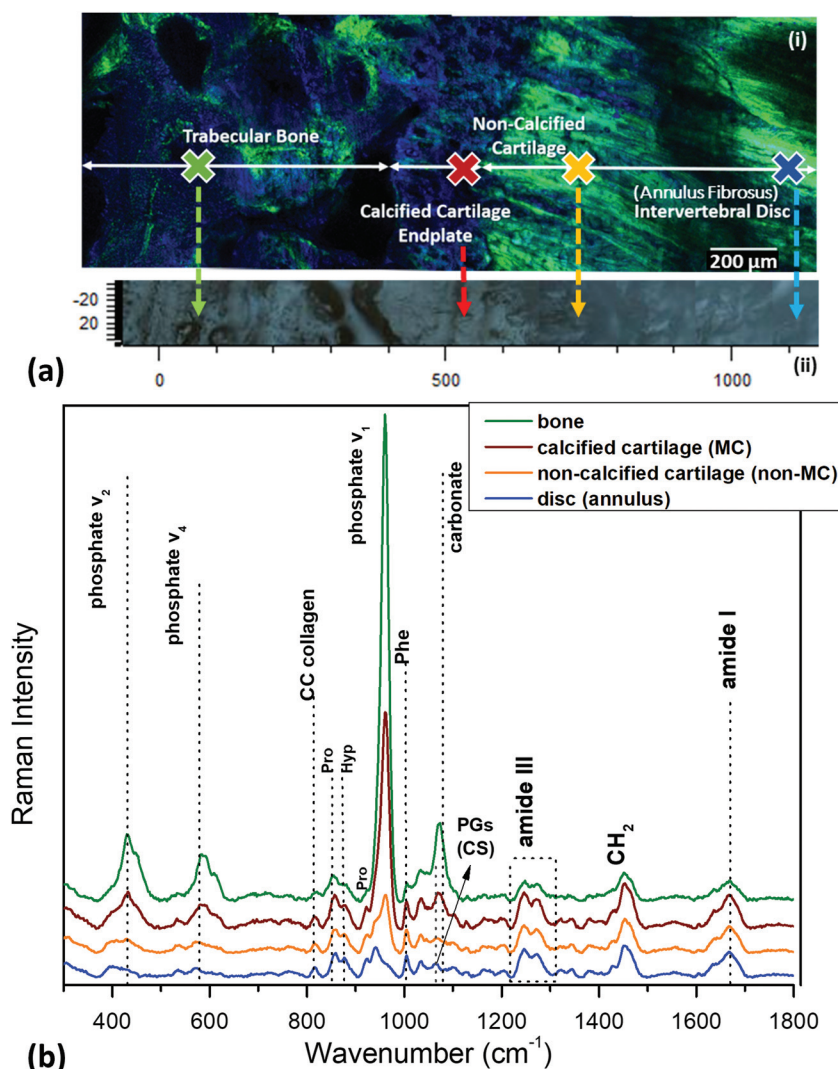 (i)
Trabecular Bone
Non-Calcified
Cartilage
(Annulus Fibrosus)
Intervertebral Disc
Calcified Cartilage
Endplate
200 µm
-20
20
(a)
(ii)
0
500
1000
bone
calcified cartilage (MC)
non-calcified cartilage (non-MC)
disc (annulus)
phosphate v2
phosphate v4
CC collagen
Pro
Hyp
Pro
phosphate v1
Phe
carbonate
PGs
(CS)
amide III
CH2
amide I
Raman Intensity
400
600
800
1000
1200
1400
1600
1800
(b)
Wavenumber (cm-1)